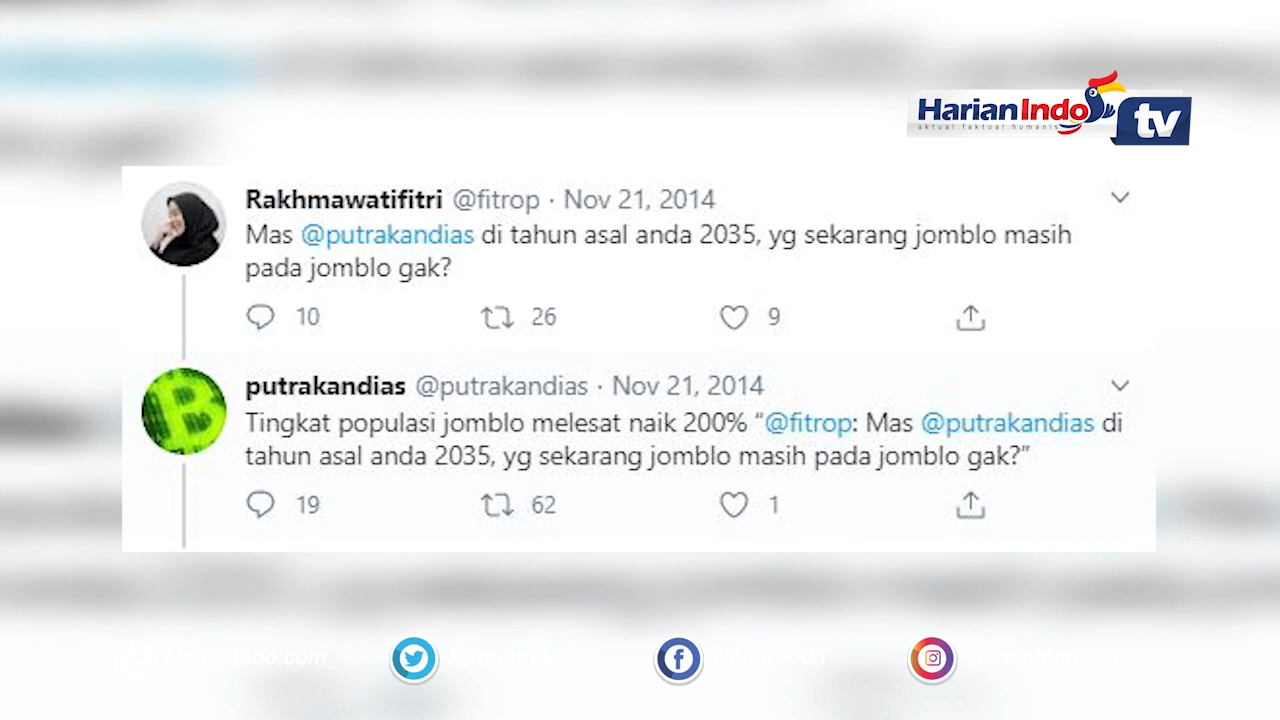 HarianIndo tv
aktual faktual humanis
Rakhmawatifitri @fitrop · Nov 21, 2014
Mas @putrakandias di tahun asal anda 2035, yg sekarang jomblo masih
pada jomblo gak?
10 26 9
putrakandias @putrakandias · Nov 21, 2014
Tingkat populasi jomblo melesat naik 200% “@fitrop: Mas @putrakandias di
tahun asal anda 2035, yg sekarang jomblo masih pada jomblo gak?”
19 62 1